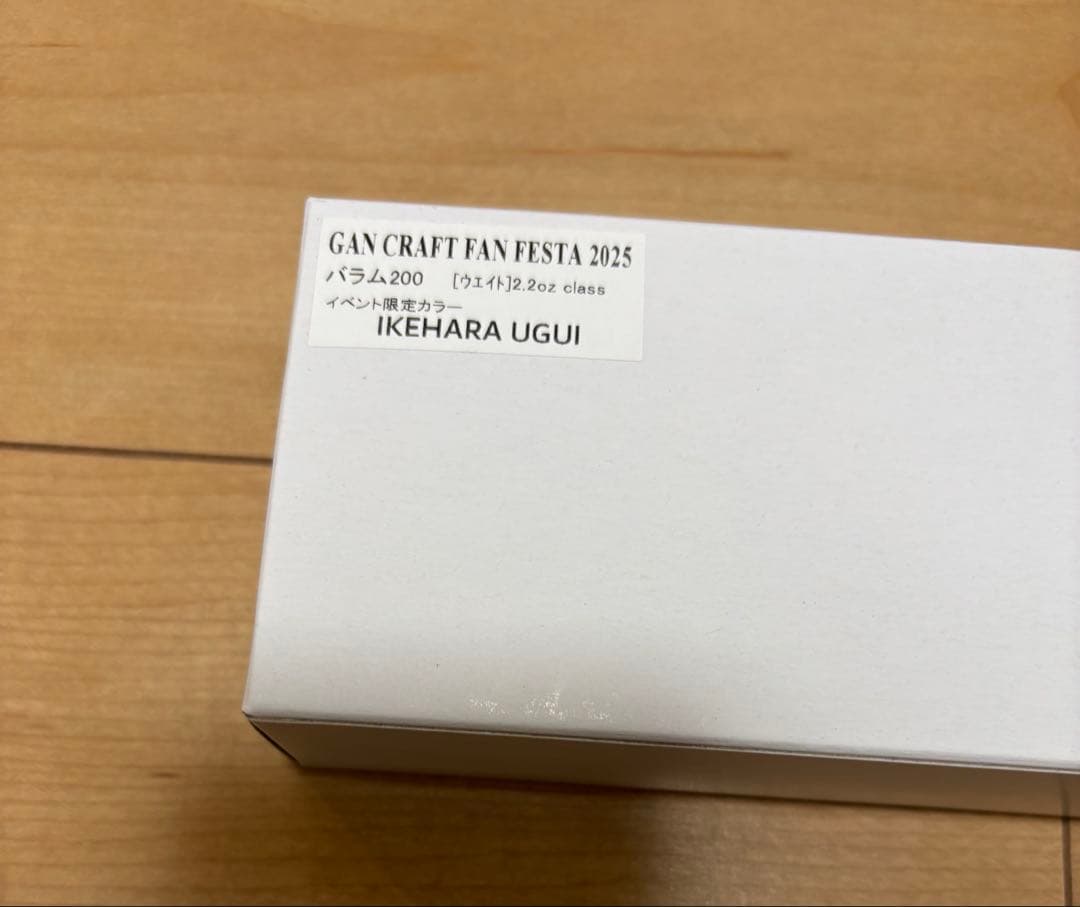 GAN CRAFT FAN FESTA 2025
バラム200 [ウエイト]2.2oz class
イベント限定カラー
IKEHARA UGUI